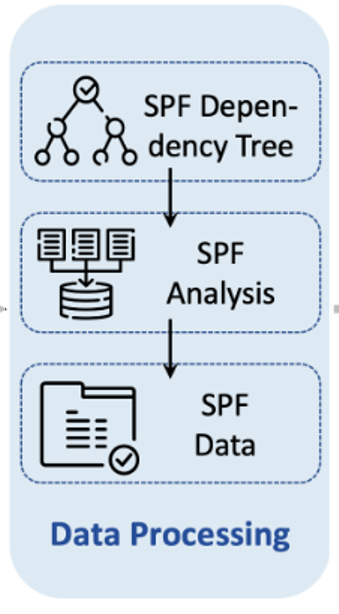 SPF Depen-
dency Tree
SPF
Analysis
SPF
Data
Data Processing